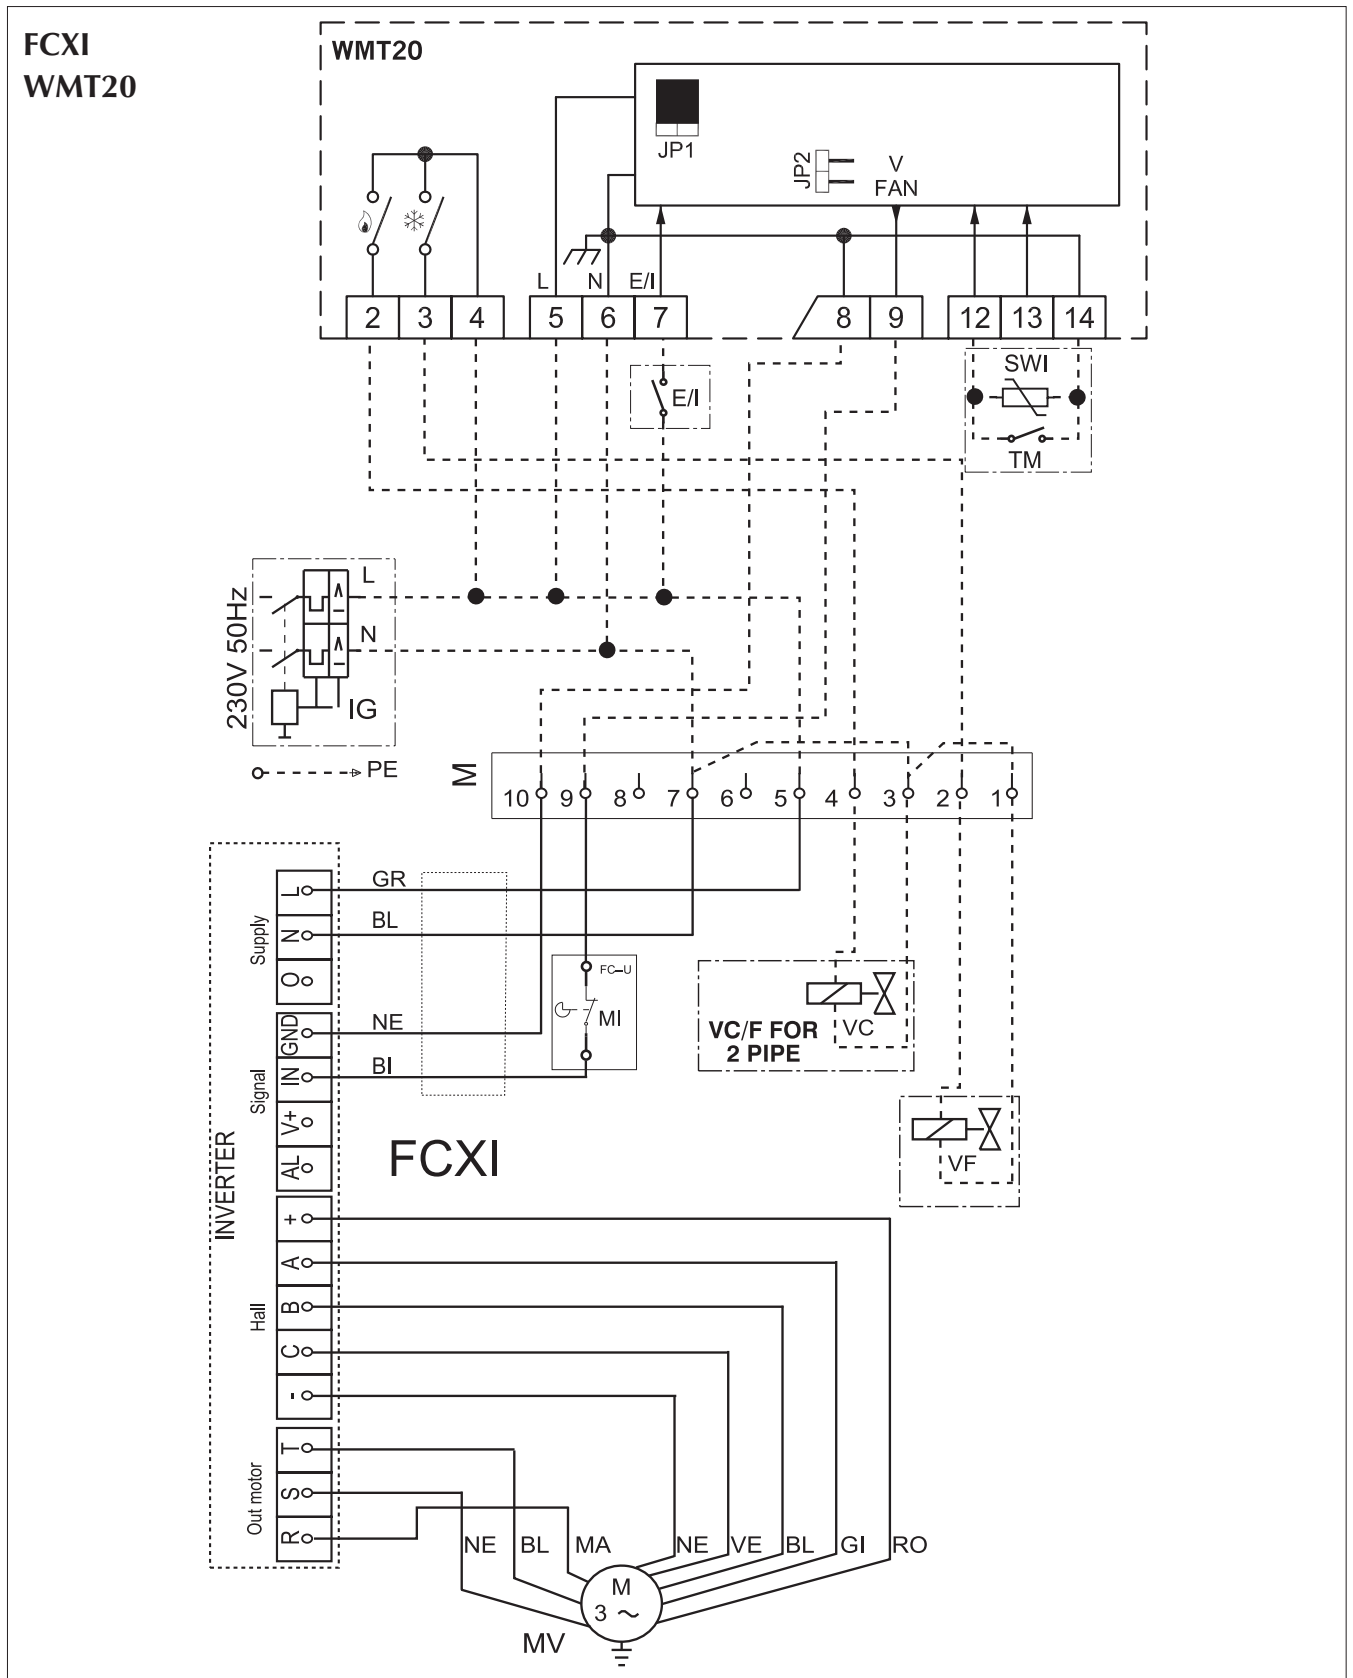 FCXI
WMT20
WMT20
JP1
JP2
V
FAN
L
N
E/I
2
3
4
5
6
7
8
9
12
13
14
E/I
SWI
TM
230V 50Hz
L
N
IG
PE
M
10
9
8
7
6
5
4
3
2
1
INVERTER
Supply
L
N
O
GR
BL
Signal
GND
IN
V+
AL
NE
BI
FC-U
MI
VC/F FOR
2 PIPE
VC
VF
FCXI
Hall
+
A
B
C
-
Out motor
T
S
R
NE
BL
MA
NE
VE
BL
GI
RO
M
3 ~
MV